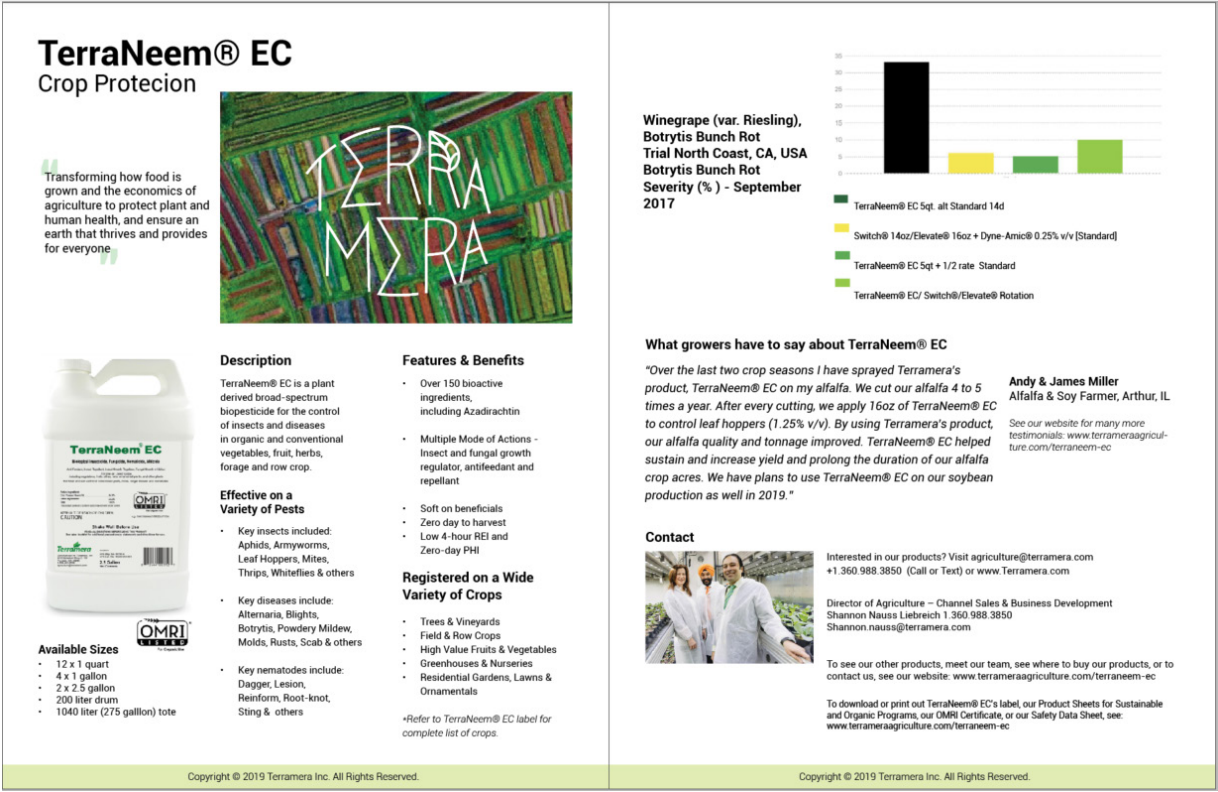 TerraNeem® EC
Crop Protecion
“
Transforming how food is
grown and the economics of
agriculture to protect plant and
human health, and ensure an
earth that thrives and provides
for everyone
”
TERRA
MERA
TerraNeem® EC
CAUTION
OMRI
LISTED
Shake Well Before Use
Terramera
OMRI
LISTED
For Organic Use
Available Sizes
• 12 x 1 quart
• 4 x 1 gallon
• 2 x 2.5 gallon
• 200 liter drum
• 1040 liter (275 galllon) tote
Description
TerraNeem® EC is a plant
derived broad-spectrum
biopesticide for the control
of insects and diseases
in organic and conventional
vegetables, fruit, herbs,
forage and row crop.
Effective on a
Variety of Pests
• Key insects included:
Aphids, Armyworms,
Leaf Hoppers, Mites,
Thrips, Whiteflies & others
• Key diseases include:
Alternaria, Blights,
Botrytis, Powdery Mildew,
Molds, Rusts, Scab & others
• Key nematodes include:
Dagger, Lesion,
Reinform, Root-knot,
Sting & others
Features & Benefits
• Over 150 bioactive
ingredients,
including Azadirachtin
• Multiple Mode of Actions -
Insect and fungal growth
regulator, antifeedant and
repellant
• Soft on beneficials
• Zero day to harvest
• Low 4-hour REI and
Zero-day PHI
Registered on a Wide
Variety of Crops
• Trees & Vineyards
• Field & Row Crops
• High Value Fruits & Vegetables
• Greenhouses & Nurseries
• Residential Gardens, Lawns &
Ornamentals
*Refer to TerraNeem® EC label for
complete list of crops.
Copyright © 2019 Terramera Inc. All Rights Reserved.
Winegrape (var. Riesling),
Botrytis Bunch Rot
Trial North Coast, CA, USA
Botrytis Bunch Rot
Severity (% ) - September
2017
35
30
25
20
15
10
5
0
TerraNeem® EC 5qt. alt Standard 14d
Switch® 14oz/Elevate® 16oz + Dyne-Amic® 0.25% v/v [Standard]
TerraNeem® EC 5qt + 1/2 rate Standard
TerraNeem® EC/ Switch®/Elevate® Rotation
What growers have to say about TerraNeem® EC
"Over the last two crop seasons I have sprayed Terramera's
product, TerraNeem® EC on my alfalfa. We cut our alfalfa 4 to 5
times a year. After every cutting, we apply 16oz of TerraNeem® EC
to control leaf hoppers (1.25% v/v). By using Terramera's product,
our alfalfa quality and tonnage improved. TerraNeem® EC helped
sustain and increase yield and prolong the duration of our alfalfa
crop acres. We have plans to use TerraNeem® EC on our soybean
production as well in 2019."
Andy & James Miller
Alfalfa & Soy Farmer, Arthur, IL
See our website for many more
testimonials: www.terrameraagricul-
ture.com/terraneem-ec
Contact
Interested in our products? Visit agriculture@terramera.com
+1.360.988.3850 (Call or Text) or www.Terramera.com
Director of Agriculture – Channel Sales & Business Development
Shannon Nauss Liebreich 1.360.988.3850
Shannon.nauss@terramera.com
To see our other products, meet our team, see where to buy our products, or to
contact us, see our website: www.terrameraagriculture.com/terraneem-ec
To download or print out TerraNeem® EC's label, our Product Sheets for Sustainable
and Organic Programs, our OMRI Certificate, or our Safety Data Sheet, see:
www.terrameraagriculture.com/terraneem-ec
Copyright © 2019 Terramera Inc. All Rights Reserved.